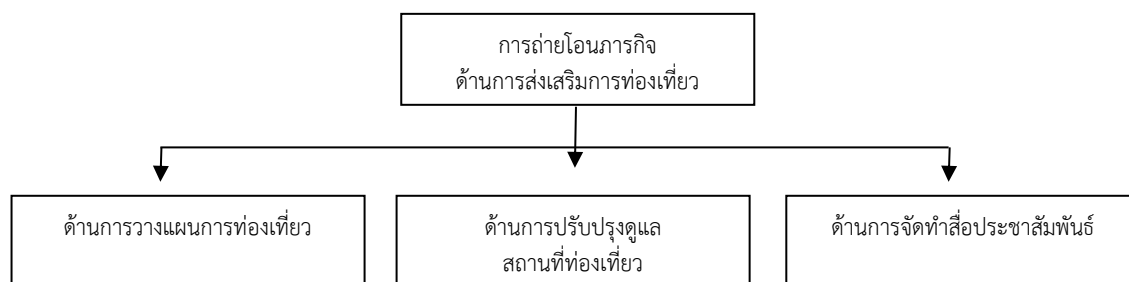 การถ่ายโอนภารกิจ
ด้านการส่งเสริมการท่องเที่ยว
ด้านการวางแผนการท่องเที่ยว
ด้านการปรับปรุงดูแล
สถานที่ท่องเที่ยว
ด้านการจัดทำสื่อประชาสัมพันธ์